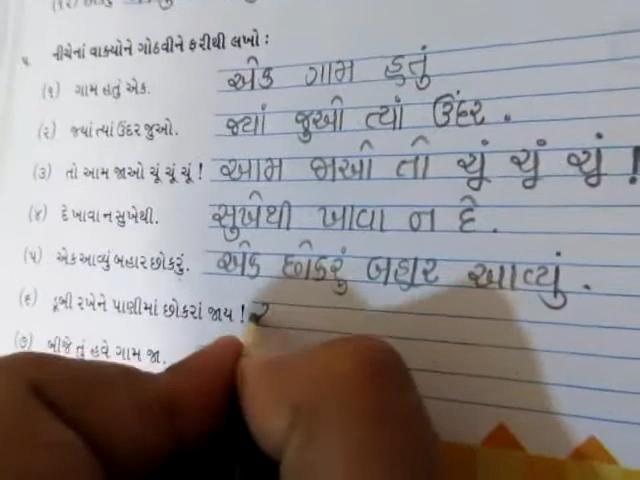 ૫ નીચેનાં વાક્યોને ગોઠવીને ફરીથી લખો :
(૧) ગામ હતું એક. એક ગામ હતું
(૨) જ્યાં ત્યાં ઉંદર જુઓ. જ્યાં જુઓ ત્યાં ઉંદર .
(૩) તો આમ જાઓ ચૂં ચૂં ચૂં ! આમ જાઓ તો ચૂં ચૂં ચૂં !
(૪) દે ખાવા ન સુખેથી. સુખેથી ખાવા ન દે .
(૫) એક આવ્યું બહાર છોકરું. એક છોકરું બહાર આવ્યું .
(૬) ડૂબી રખેને પાણીમાં છોકરાં જાય ! ર
(૭) બીજે તું હવે ગામ જા.